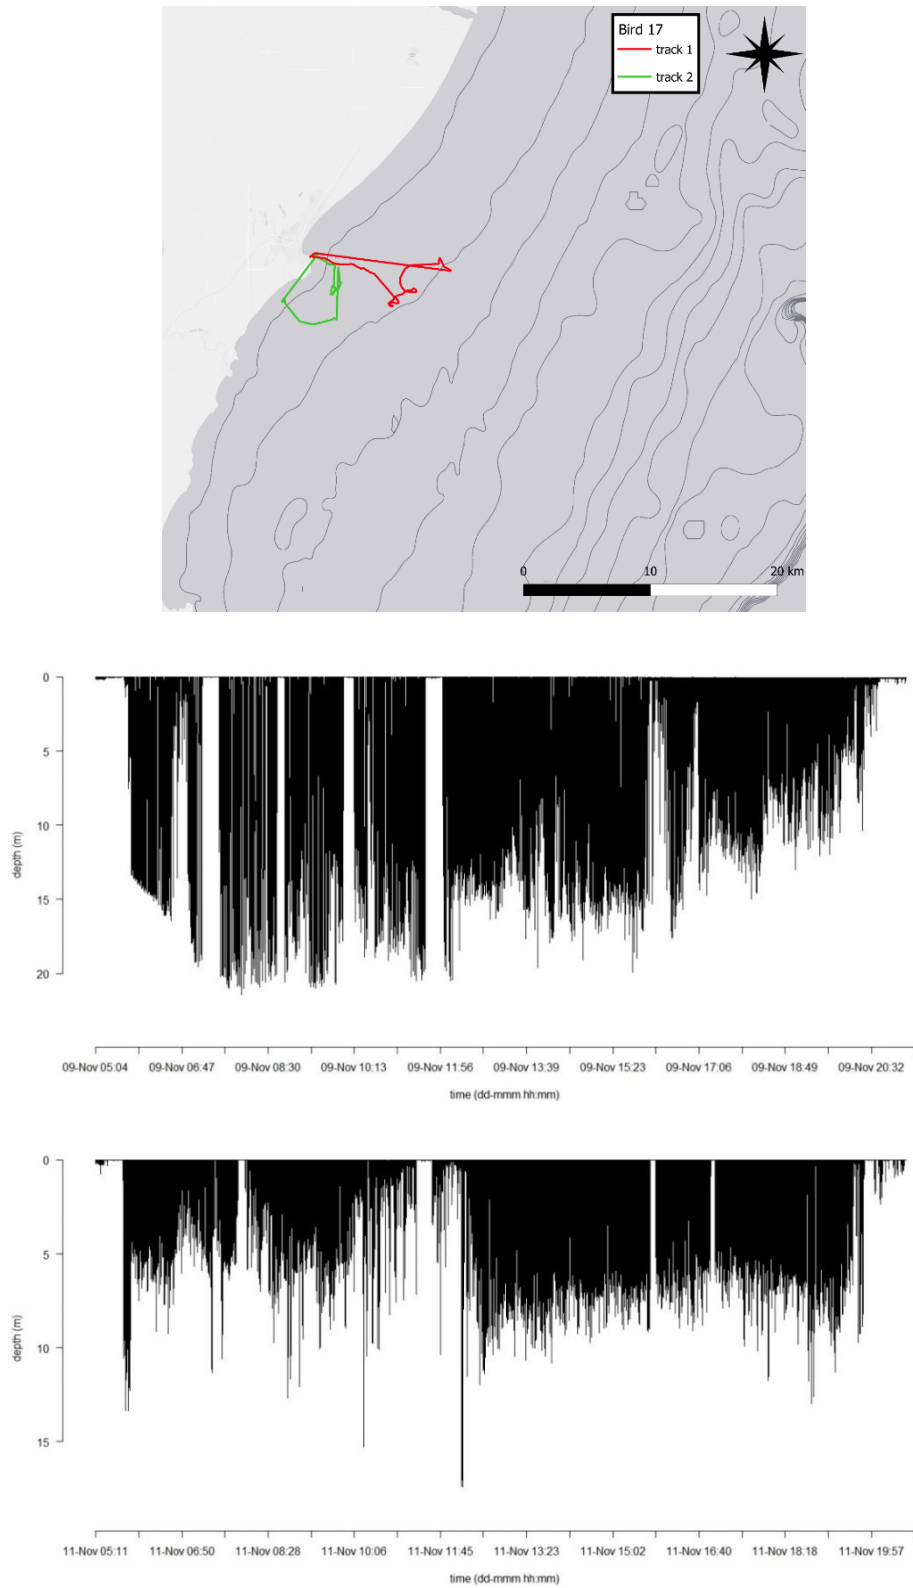 Bird 17
track 1
track 2
0 10 20 km
0
5
10
15
20
depth (m)
09-Nov 05:04 09-Nov 06:47 09-Nov 08:30 09-Nov 10:13 09-Nov 11:56 09-Nov 13:39 09-Nov 15:23 09-Nov 17:06 09-Nov 18:49 09-Nov 20:32
time (dd-mmm hh:mm)
0
5
10
15
depth (m)
11-Nov 05:11 11-Nov 06:50 11-Nov 08:28 11-Nov 10:06 11-Nov 11:45 11-Nov 13:23 11-Nov 15:02 11-Nov 16:40 11-Nov 18:18 11-Nov 19:57
time (dd-mmm hh:mm)